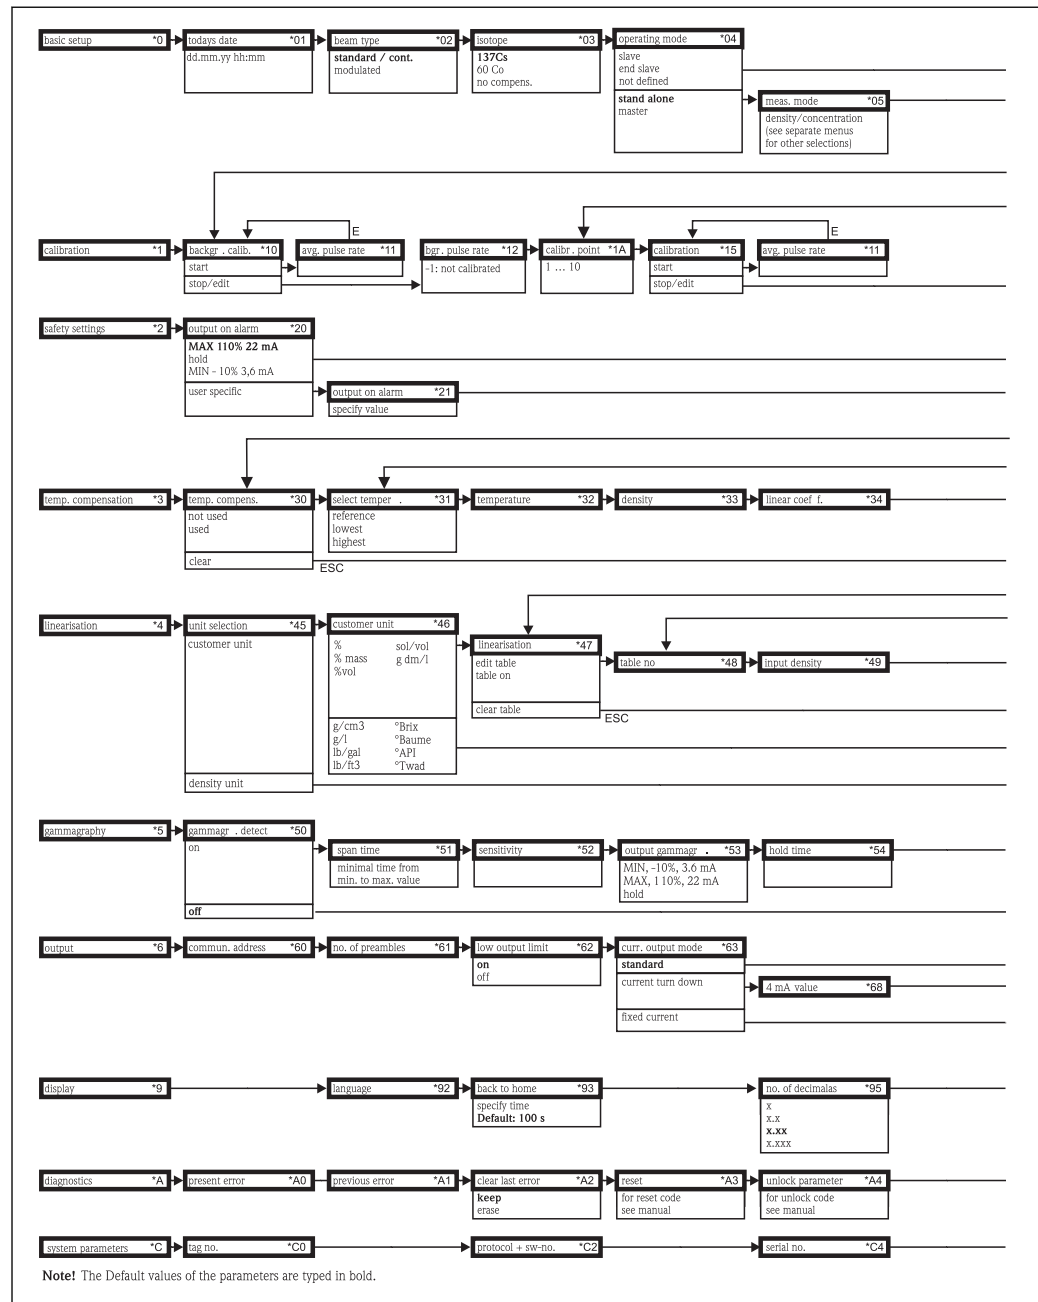 basic setup *0
todays date *01
dd.mm.yy hh:mm
beam type *02
standard / cont.
modulated
isotope *03
137Cs
60 Co
no compens.
operating mode *04
slave
end slave
not defined
stand alone
master
meas. mode *05
density/concentration
(see separate menus
for other selections)
calibration *1
backgr . calib. *10
start
stop/edit
E
avg. pulse rate *11
bgr. pulse rate *12
-1: not calibrated
calibr . point *1A
1 ... 10
calibration *15
start
stop/edit
E
avg. pulse rate *11
safety settings *2
output on alarm *20
MAX 110% 22 mA
hold
MIN - 10% 3,6 mA
user specific
output on alarm *21
specify value
temp. compensation *3
temp. compens. *30
not used
used
clear
ESC
select temper . *31
reference
lowest
highest
temperature *32
density *33
linear coef f. *34
linearisation *4
unit selection *45
customer unit
density unit
customer unit *46
% sol/vol
% mass g dm/l
%vol
g/cm3 °Brix
g/l °Baume
lb/gal °API
lb/ft3 °Twad
linearisation *47
edit table
table on
clear table
ESC
table no *48
input density *49
gammagraphy *5
gammagr . detect *50
on
off
span time *51
minimal time from
min. to max. value
sensitivity *52
output gammagr . *53
MIN, -10%, 3.6 mA
MAX, 110%, 22 mA
hold
hold time *54
output *6
commun. address *60
no. of preambles *61
low output limit *62
on
off
curr. output mode *63
standard
current turn down
fixed current
4 mA value *68
display *9
language *92
back to home *93
specify time
Default: 100 s
no. of decimalas *95
x
x.x
x.xx
x.xxx
diagnostics *A
present error *A0
previous error *A1
clear last error *A2
keep
erase
reset *A3
for reset code
see manual
unlock parameter *A4
for unlock code
see manual
system parameters *C
tag no. *C0
protocol + sw-no. *C2
serial no. *C4
Note! The Default values of the parameters are typed in bold.